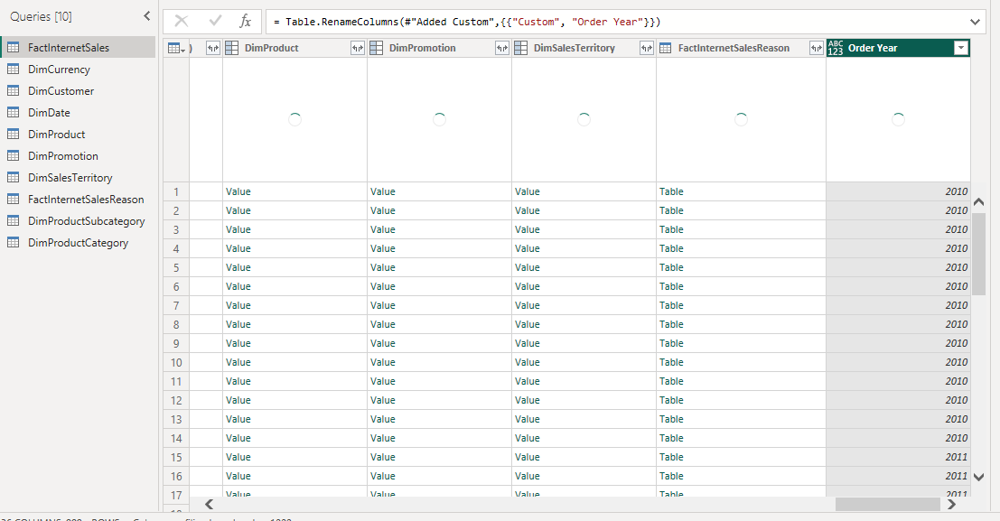 Queries [10]
FactInternetSales
DimCurrency
DimCustomer
DimDate
DimProduct
DimPromotion
DimSalesTerritory
FactInternetSalesReason
DimProductSubcategory
DimProductCategory
fx = Table.RenameColumns(#"Added Custom",{{"Custom", "Order Year"}})
) DimProduct DimPromotion DimSalesTerritory FactInternetSalesReason ABC 123 Order Year
1 Value Value Value Table 2010
2 Value Value Value Table 2010
3 Value Value Value Table 2010
4 Value Value Value Table 2010
5 Value Value Value Table 2010
6 Value Value Value Table 2010
7 Value Value Value Table 2010
8 Value Value Value Table 2010
9 Value Value Value Table 2010
10 Value Value Value Table 2010
11 Value Value Value Table 2010
12 Value Value Value Table 2010
13 Value Value Value Table 2010
14 Value Value Value Table 2010
15 Value Value Value Table 2011
16 Value Value Value Table 2011
17 Value Value Value Table 2011